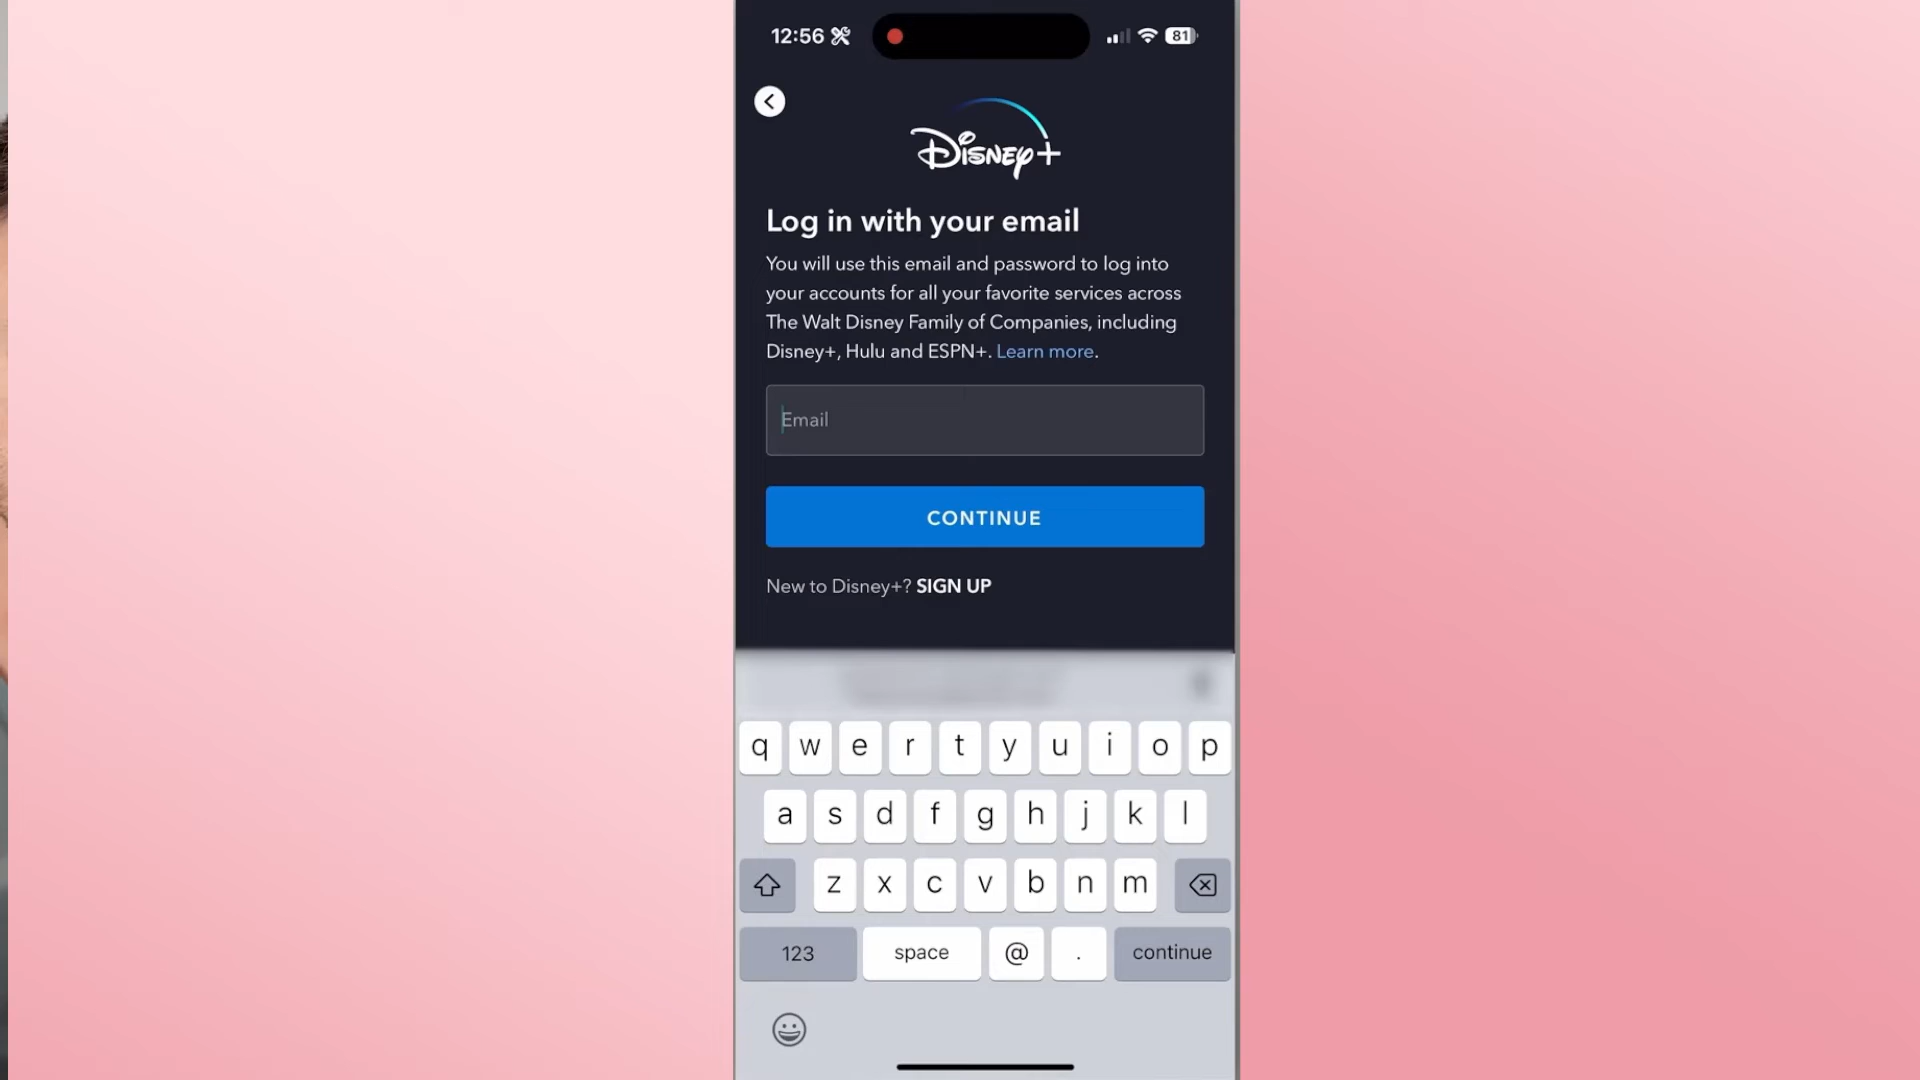 12:56
81
Disney+
Log in with your email
You will use this email and password to log into
your accounts for all your favorite services across
The Walt Disney Family of Companies, including
Disney+, Hulu and ESPN+. Learn more.
Email
CONTINUE
New to Disney+? SIGN UP
q w e r t y u i o p
a s d f g h j k l
z x c v b n m
123 space @ . continue